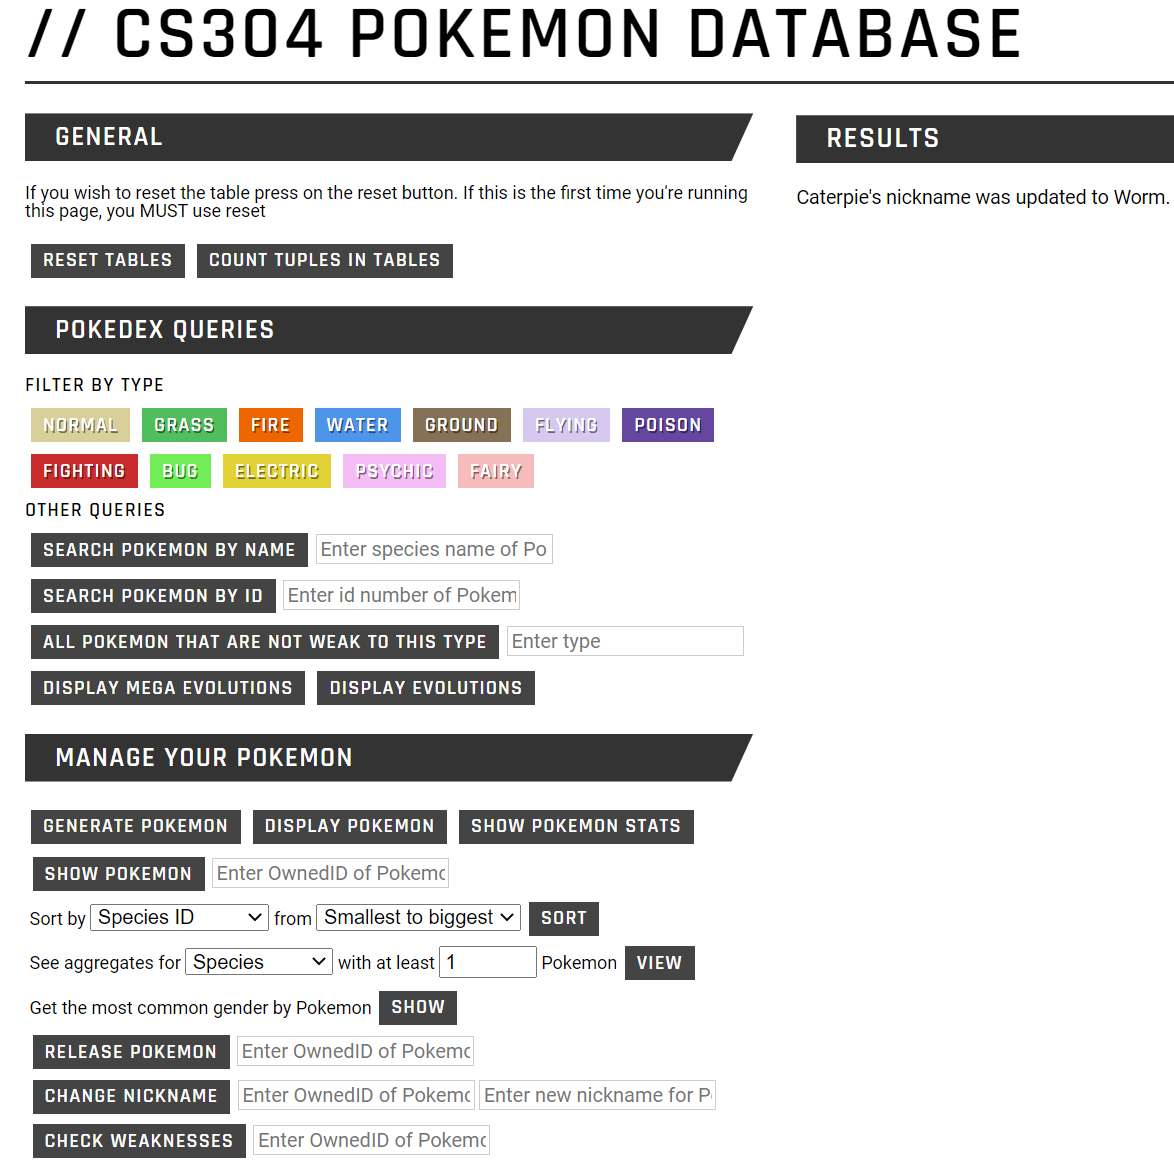 // CS304 POKEMON DATABASE
GENERAL
If you wish to reset the table press on the reset button. If this is the first time you're running
this page, you MUST use reset
RESET TABLES COUNT TUPLES IN TABLES
POKEDEX QUERIES
FILTER BY TYPE
NORMAL GRASS FIRE WATER GROUND FLYING POISON
FIGHTING BUG ELECTRIC PSYCHIC FAIRY
OTHER QUERIES
SEARCH POKEMON BY NAME Enter species name of Po
SEARCH POKEMON BY ID Enter id number of Pokem
ALL POKEMON THAT ARE NOT WEAK TO THIS TYPE Enter type
DISPLAY MEGA EVOLUTIONS DISPLAY EVOLUTIONS
MANAGE YOUR POKEMON
GENERATE POKEMON DISPLAY POKEMON SHOW POKEMON STATS
SHOW POKEMON Enter OwnedID of Pokemo
Sort by Species ID from Smallest to biggest SORT
See aggregates for Species with at least 1 Pokemon VIEW
Get the most common gender by Pokemon SHOW
RELEASE POKEMON Enter OwnedID of Pokemo
CHANGE NICKNAME Enter OwnedID of Pokemo Enter new nickname for P
CHECK WEAKNESSES Enter OwnedID of Pokemo
RESULTS
Caterpie's nickname was updated to Worm.